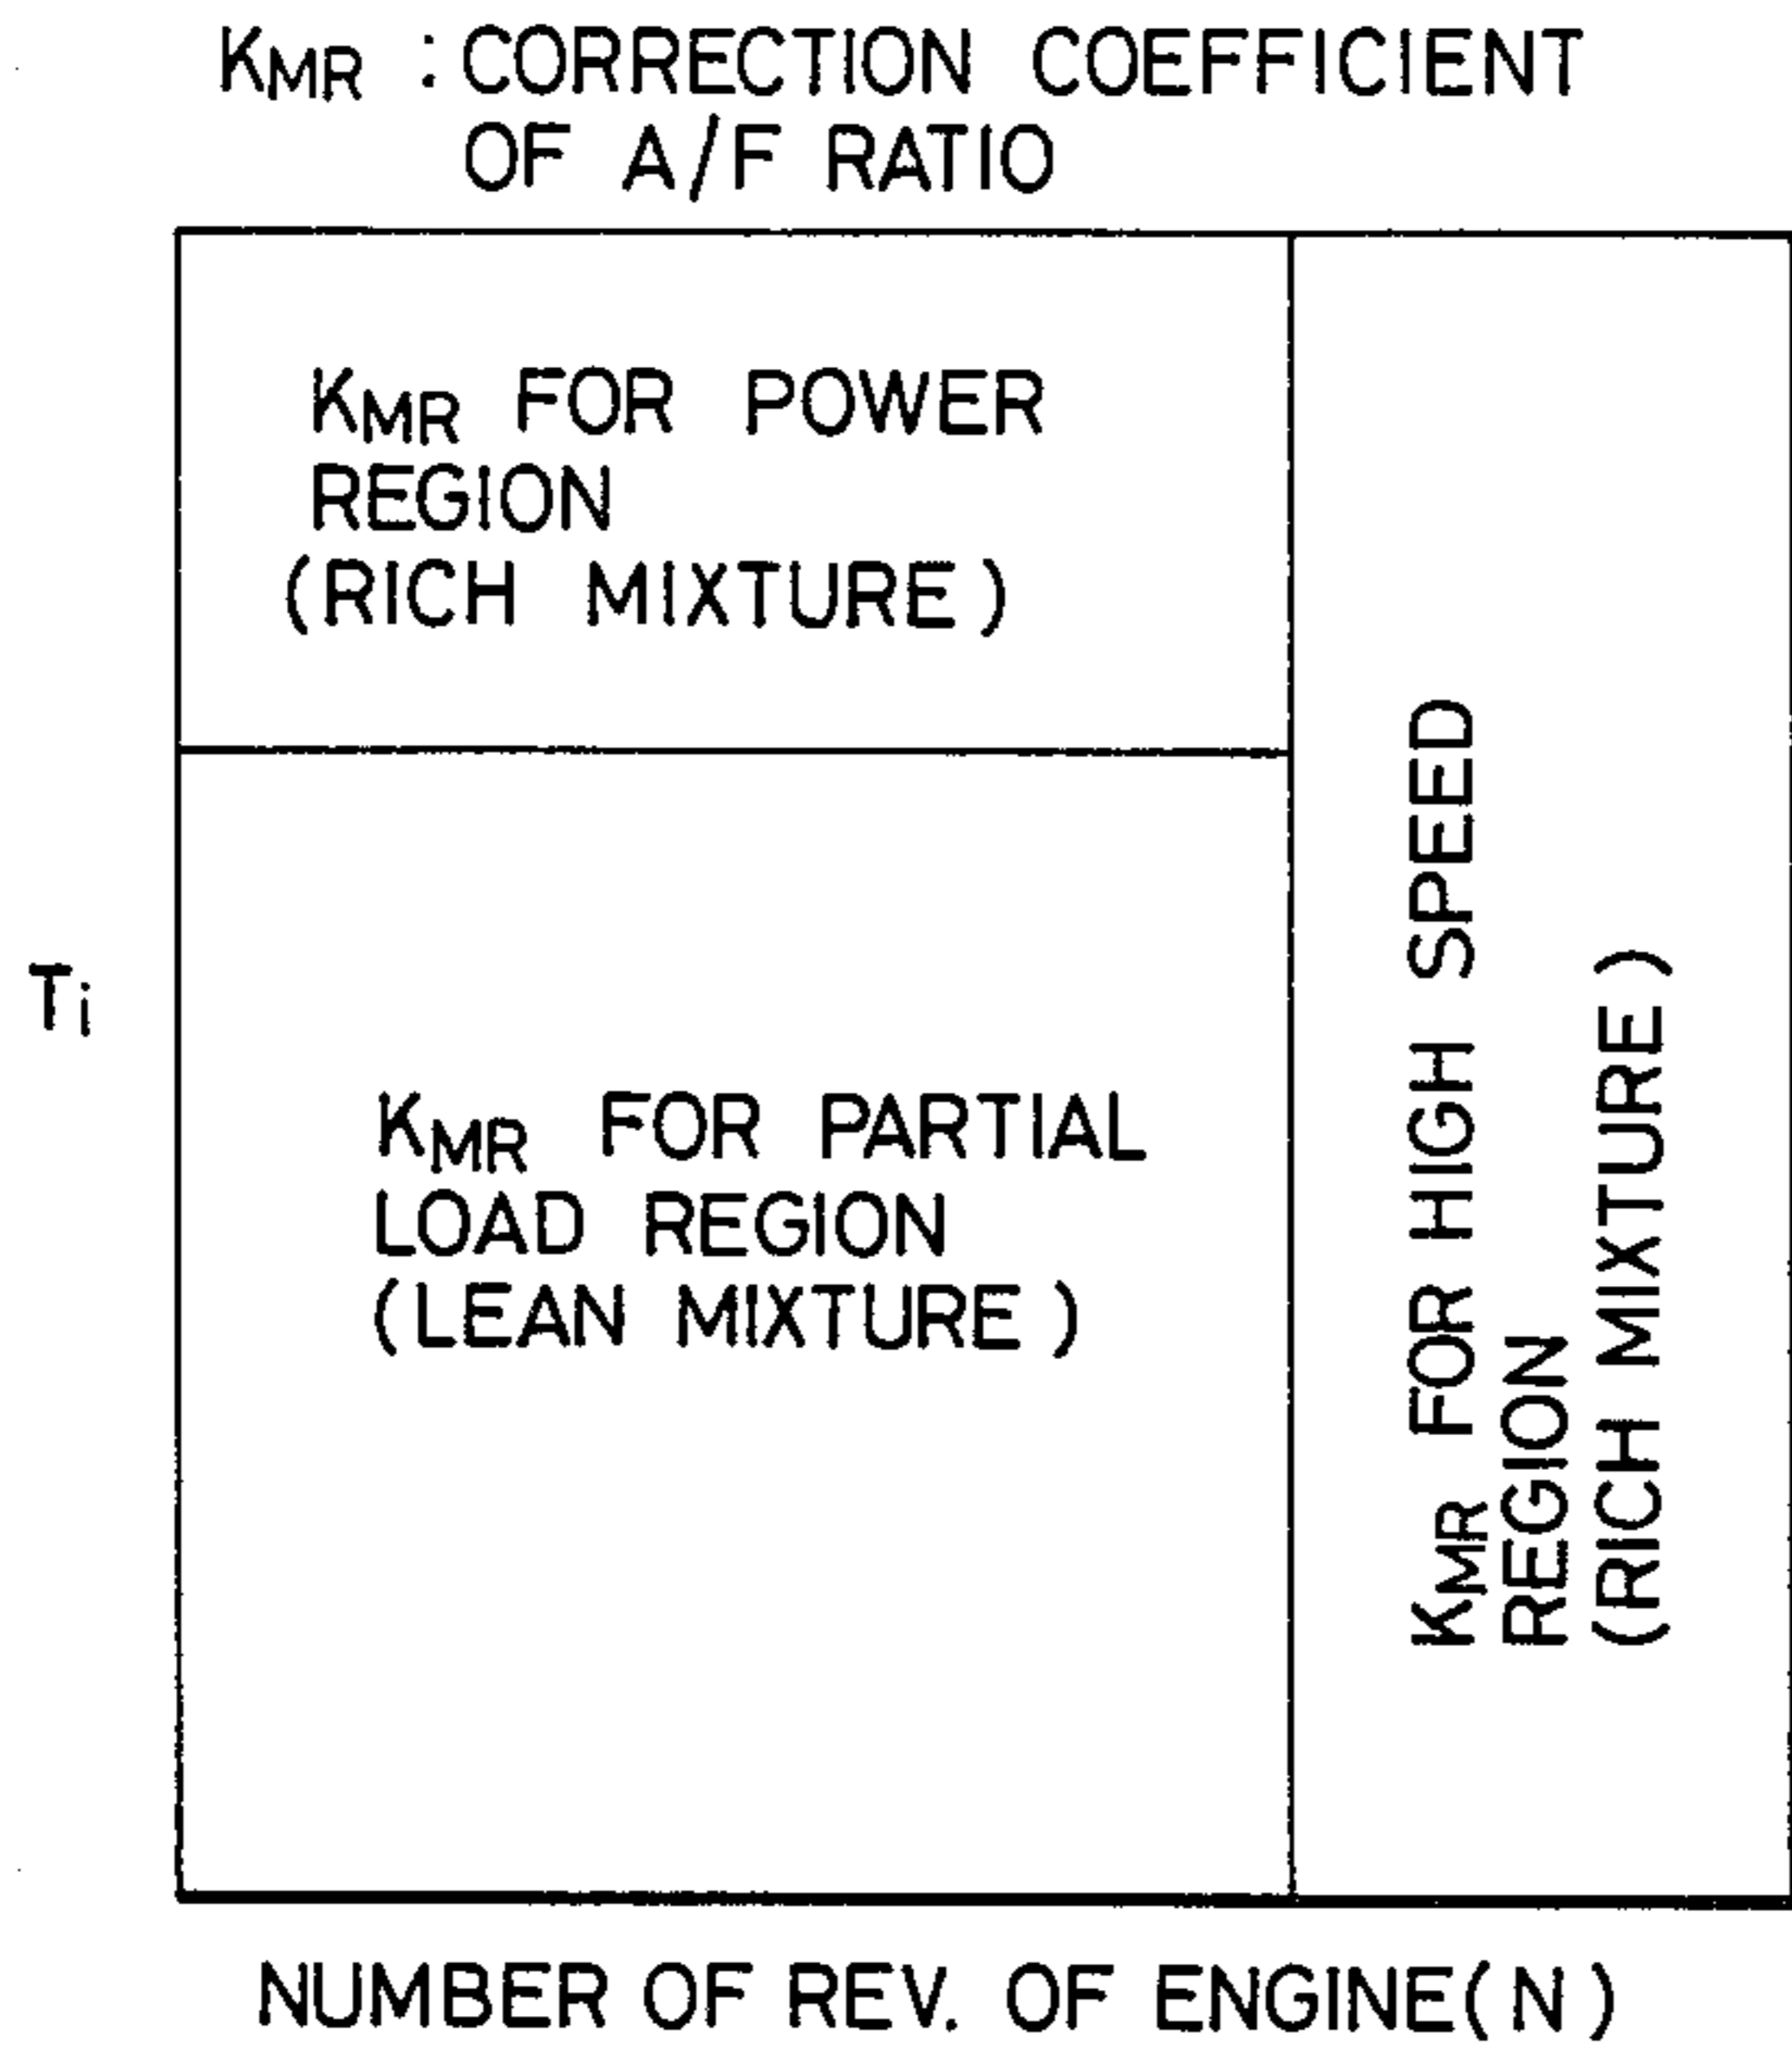 KMR : CORRECTION COEFFICIENT
OF A/F RATIO
KMR FOR POWER
REGION
(RICH MIXTURE)
Ti
KMR FOR PARTIAL
LOAD REGION
(LEAN MIXTURE)
KMR FOR HIGH SPEED
REGION
(RICH MIXTURE)
NUMBER OF REV. OF ENGINE(N)